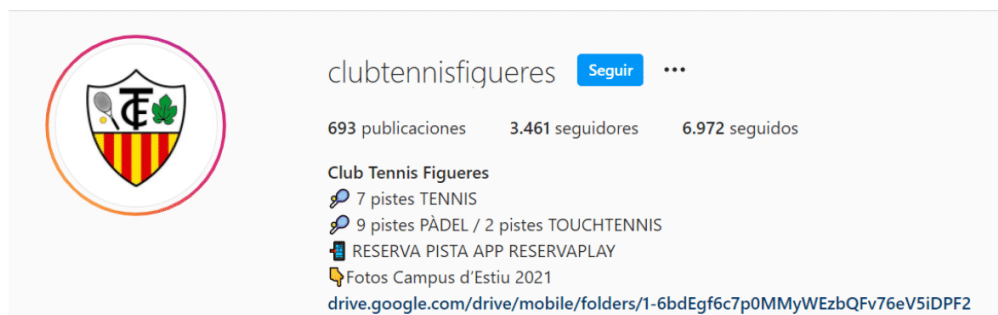 clubtennisfigueres Seguir ...
693 publicaciones 3.461 seguidores 6.972 seguidos
Club Tennis Figueres
7 pistes TENNIS
9 pistes PÀDEL / 2 pistes TOUCHTENNIS
RESERVA PISTA APP RESERVAPLAY
Fotos Campus d'Estiu 2021
drive.google.com/drive/mobile/folders/1-6bdEgf6c7p0MMyWEzbQFv76eV5iDPF2